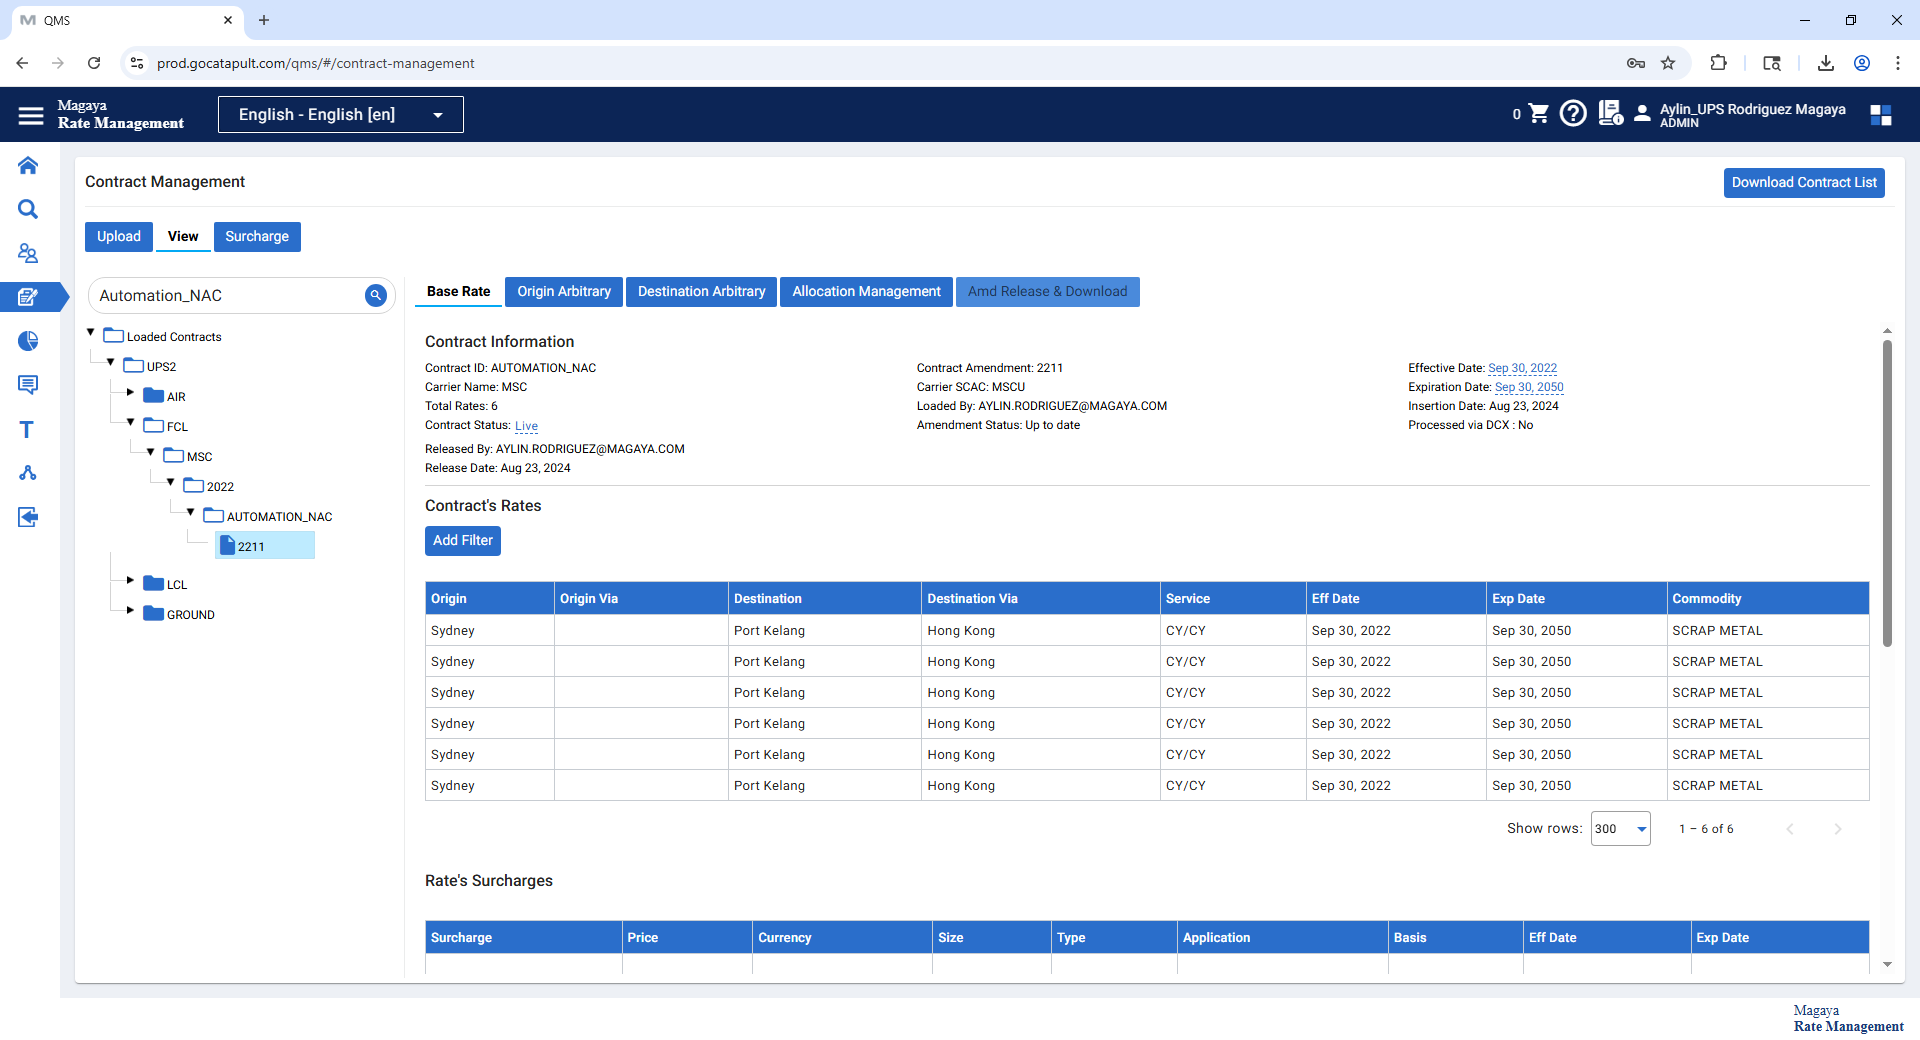 QMS
prod.gocatapult.com/qms/#/contract-management
Magaya
Rate Management
English - English [en]
0
Aylin_UPS Rodriguez Magaya
ADMIN
Contract Management
Download Contract List
Upload
View
Surcharge
Automation_NAC
Loaded Contracts
UPS2
AIR
FCL
MSC
2022
AUTOMATION_NAC
2211
LCL
GROUND
Base Rate
Origin Arbitrary
Destination Arbitrary
Allocation Management
Amd Release & Download
Contract Information
Contract ID: AUTOMATION_NAC
Contract Amendment: 2211
Effective Date: Sep 30, 2022
Carrier Name: MSC
Carrier SCAC: MSCU
Expiration Date: Sep 30, 2050
Total Rates: 6
Loaded By: AYLIN.RODRIGUEZ@MAGAYA.COM
Insertion Date: Aug 23, 2024
Contract Status: Live
Amendment Status: Up to date
Processed via DCX : No
Released By: AYLIN.RODRIGUEZ@MAGAYA.COM
Release Date: Aug 23, 2024
Contract's Rates
Add Filter
Origin Origin Via Destination Destination Via Service Eff Date Exp Date Commodity
Sydney Port Kelang Hong Kong CY/CY Sep 30, 2022 Sep 30, 2050 SCRAP METAL
Sydney Port Kelang Hong Kong CY/CY Sep 30, 2022 Sep 30, 2050 SCRAP METAL
Sydney Port Kelang Hong Kong CY/CY Sep 30, 2022 Sep 30, 2050 SCRAP METAL
Sydney Port Kelang Hong Kong CY/CY Sep 30, 2022 Sep 30, 2050 SCRAP METAL
Sydney Port Kelang Hong Kong CY/CY Sep 30, 2022 Sep 30, 2050 SCRAP METAL
Sydney Port Kelang Hong Kong CY/CY Sep 30, 2022 Sep 30, 2050 SCRAP METAL
Show rows: 300 1 – 6 of 6
Rate's Surcharges
Surcharge Price Currency Size Type Application Basis Eff Date Exp Date
Magaya
Rate Management